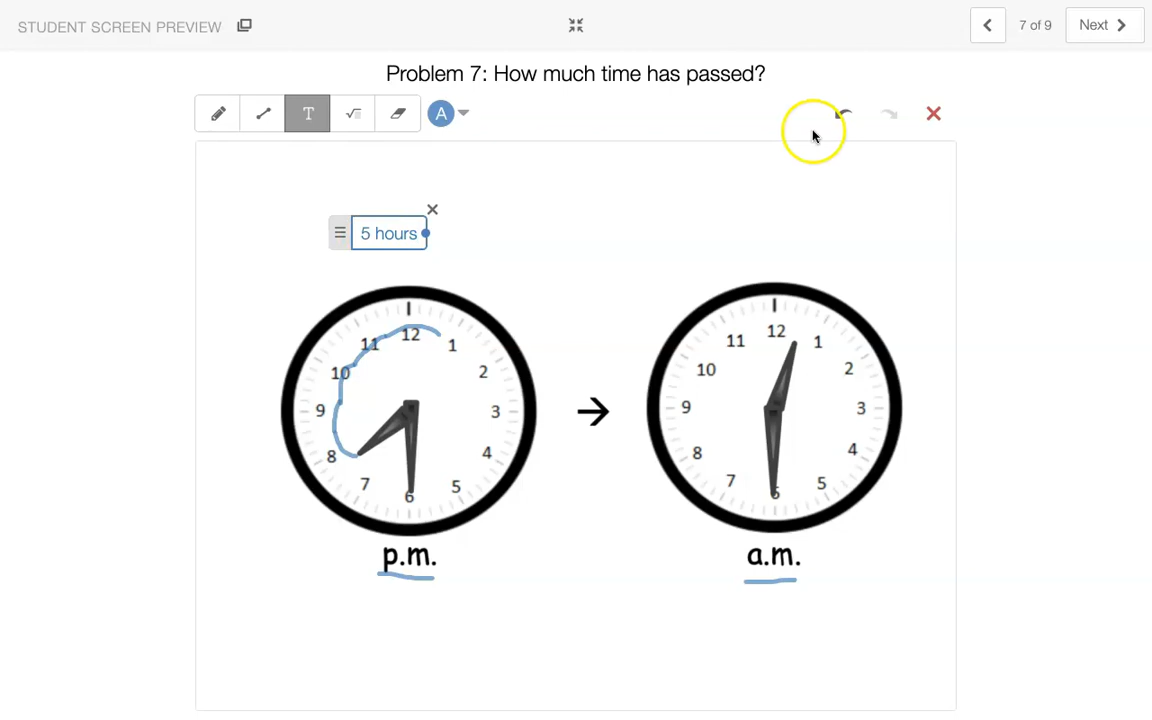 STUDENT SCREEN PREVIEW
7 of 9
Next
Problem 7: How much time has passed?
T
A
5 hours
12
1
2
3
4
5
6
7
8
9
10
11
12
1
2
3
4
5
6
7
8
9
10
11
p.m.
a.m.